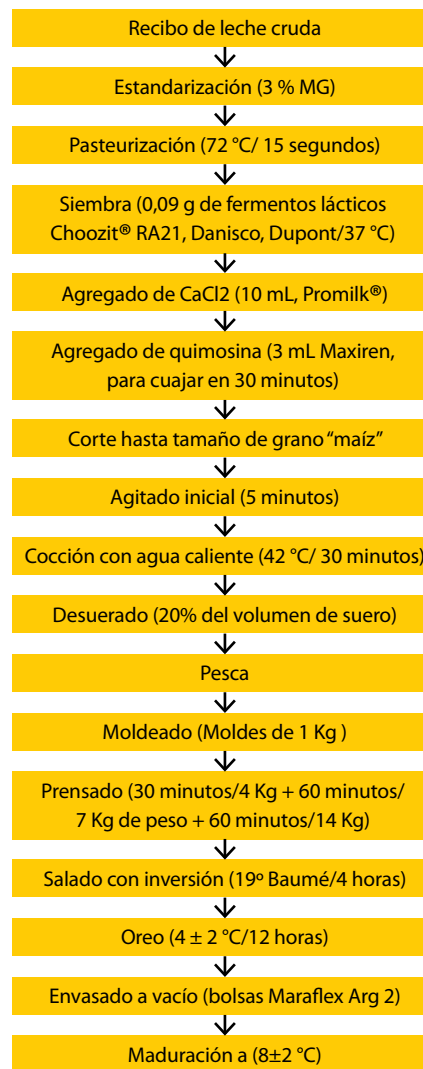 Recibo de leche cruda
Estandarización (3 % MG)
Pasteurización (72 °C/ 15 segundos)
Siembra (0,09 g de fermentos lácticos
Choozit® RA21, Danisco, Dupont/37 °C)
Agregado de CaCl2 (10 mL, Promilk®)
Agregado de quimosina (3 mL Maxiren,
para cuajar en 30 minutos)
Corte hasta tamaño de grano “maíz”
Agitado inicial (5 minutos)
Cocción con agua caliente (42 °C/ 30 minutos)
Desuerado (20% del volumen de suero)
Pesca
Moldeado (Moldes de 1 Kg )
Prensado (30 minutos/4 Kg + 60 minutos/
7 Kg de peso + 60 minutos/14 Kg)
Salado con inversión (19º Baumé/4 horas)
Oreo (4 ± 2 °C/12 horas)
Envasado a vacío (bolsas Maraflex Arg 2)
Maduración a (8±2 °C)